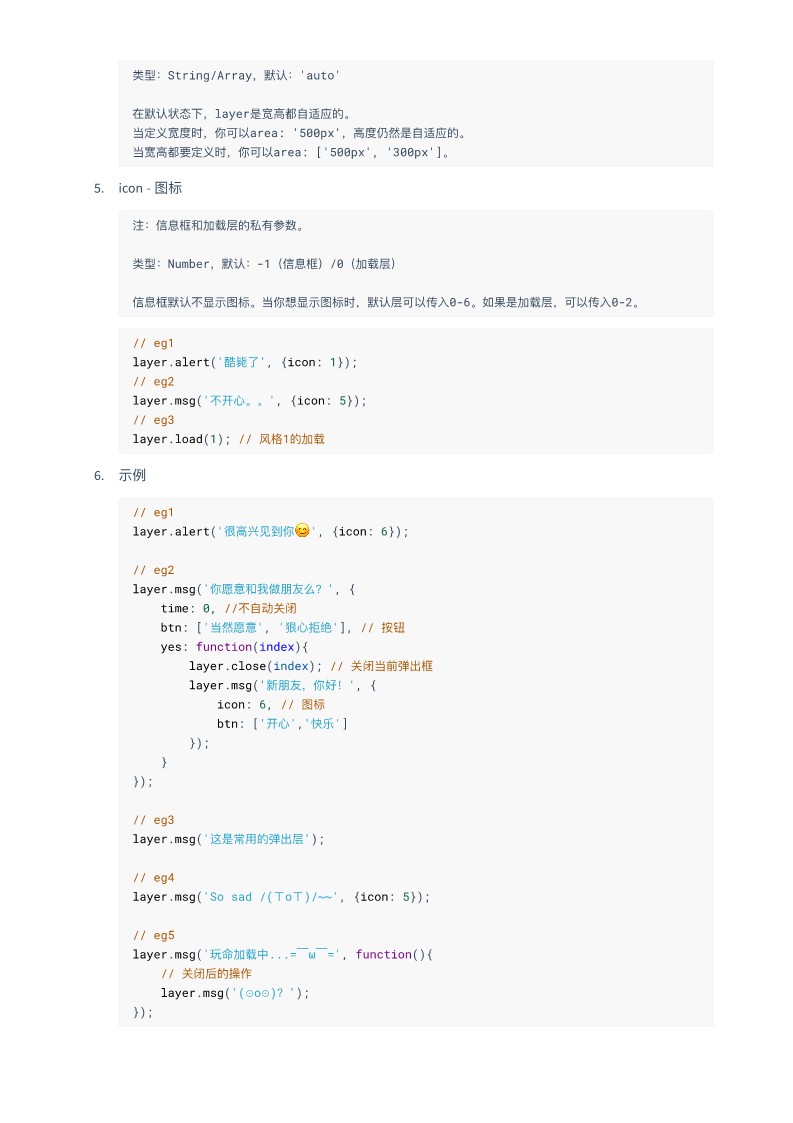 类型：String/Array，默认：'auto'
在默认状态下，layer是宽高都自适应的。
当定义宽度时，你可以area: '500px'，高度仍然是自适应的。
当宽高都要定义时，你可以area: ['500px', '300px']。
5. icon - 图标
注：信息框和加载层的私有参数。
类型：Number，默认：-1（信息框）/0（加载层）
信息框默认不显示图标。当你想显示图标时，默认层可以传入0-6。如果是加载层，可以传入0-2。
// eg1
layer.alert('酷毙了', {icon: 1});
// eg2
layer.msg('不开心。。', {icon: 5});
// eg3
layer.load(1); // 风格1的加载
6. 示例
// eg1
layer.alert('很高兴见到你😊', {icon: 6});
// eg2
layer.msg('你愿意和我做朋友么？', {
    time: 0, //不自动关闭
    btn: ['当然愿意', '狠心拒绝'], // 按钮
    yes: function(index){
        layer.close(index); // 关闭当前弹出框
        layer.msg('新朋友，你好！', {
            icon: 6, // 图标
            btn: ['开心','快乐']
        });
    }
});
// eg3
layer.msg('这是常用的弹出层');
// eg4
layer.msg('So sad /(ㄒoㄒ)/~~', {icon: 5});
// eg5
layer.msg('玩命加载中...=￣ω￣=', function(){
    // 关闭后的操作
    layer.msg('(⊙o⊙)？');
});